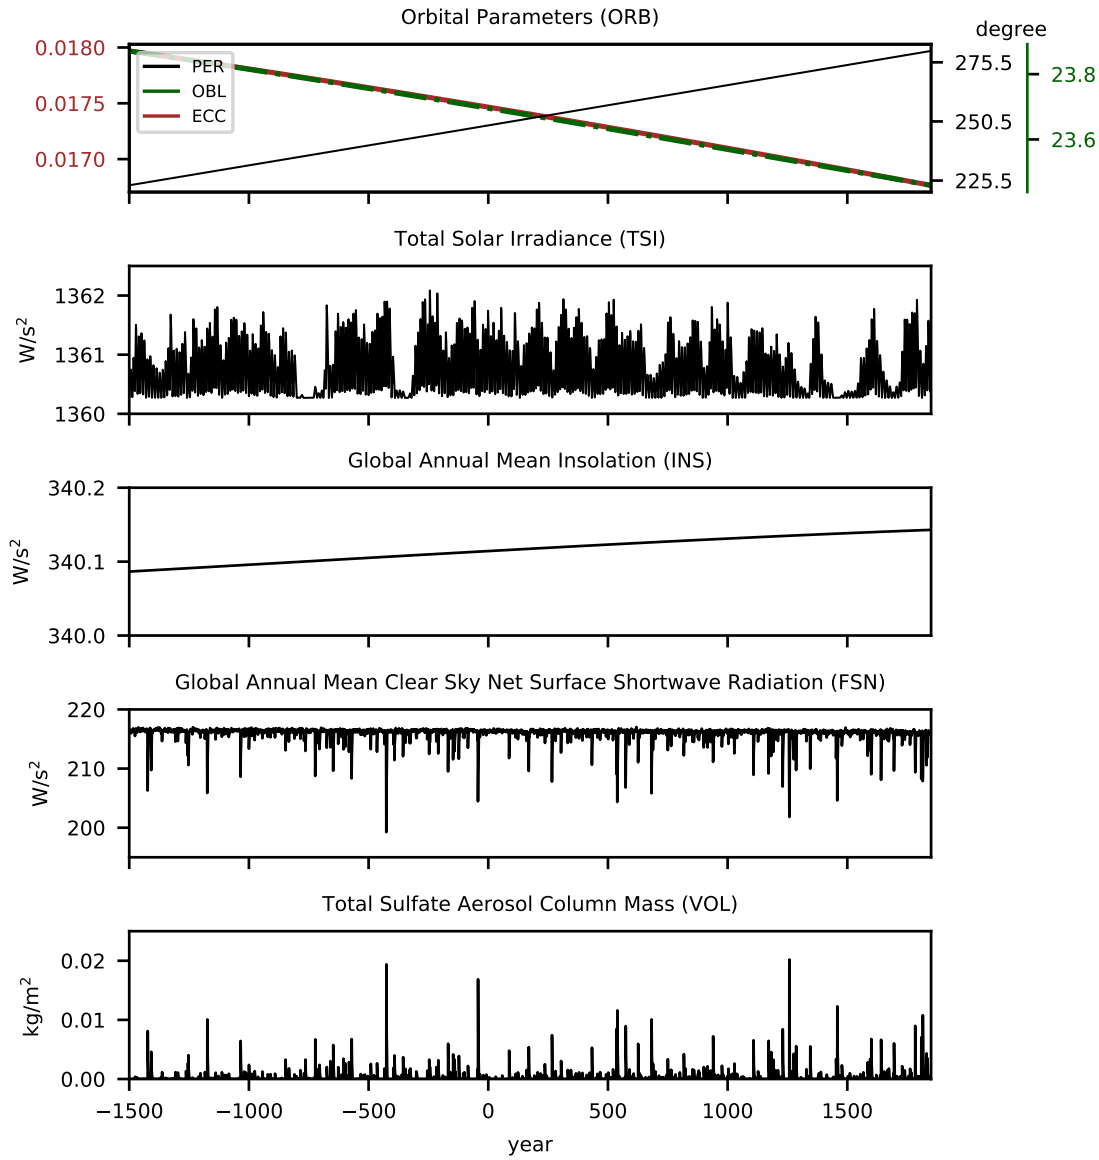 Orbital Parameters (ORB)
degree
0.0180
0.0175
0.0170
PER
OBL
ECC
275.5
250.5
225.5
23.8
23.6
Total Solar Irradiance (TSI)
W/s²
1362
1361
1360
Global Annual Mean Insolation (INS)
W/s²
340.2
340.1
340.0
Global Annual Mean Clear Sky Net Surface Shortwave Radiation (FSN)
W/s²
220
210
200
Total Sulfate Aerosol Column Mass (VOL)
kg/m²
0.02
0.01
0.00
−1500 −1000 −500 0 500 1000 1500
year